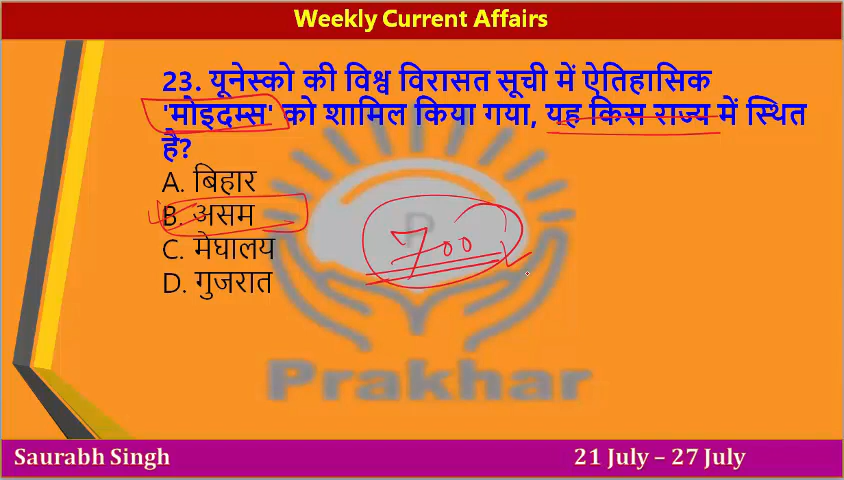 Weekly Current Affairs
23. यूनेस्को की विश्व विरासत सूची में ऐतिहासिक
'मोइदम्स' को शामिल किया गया, यह किस राज्य में स्थित
है?
A. बिहार
B. असम
C. मेघालय
D. गुजरात
700
P
Prakhar
Saurabh Singh
21 July – 27 July